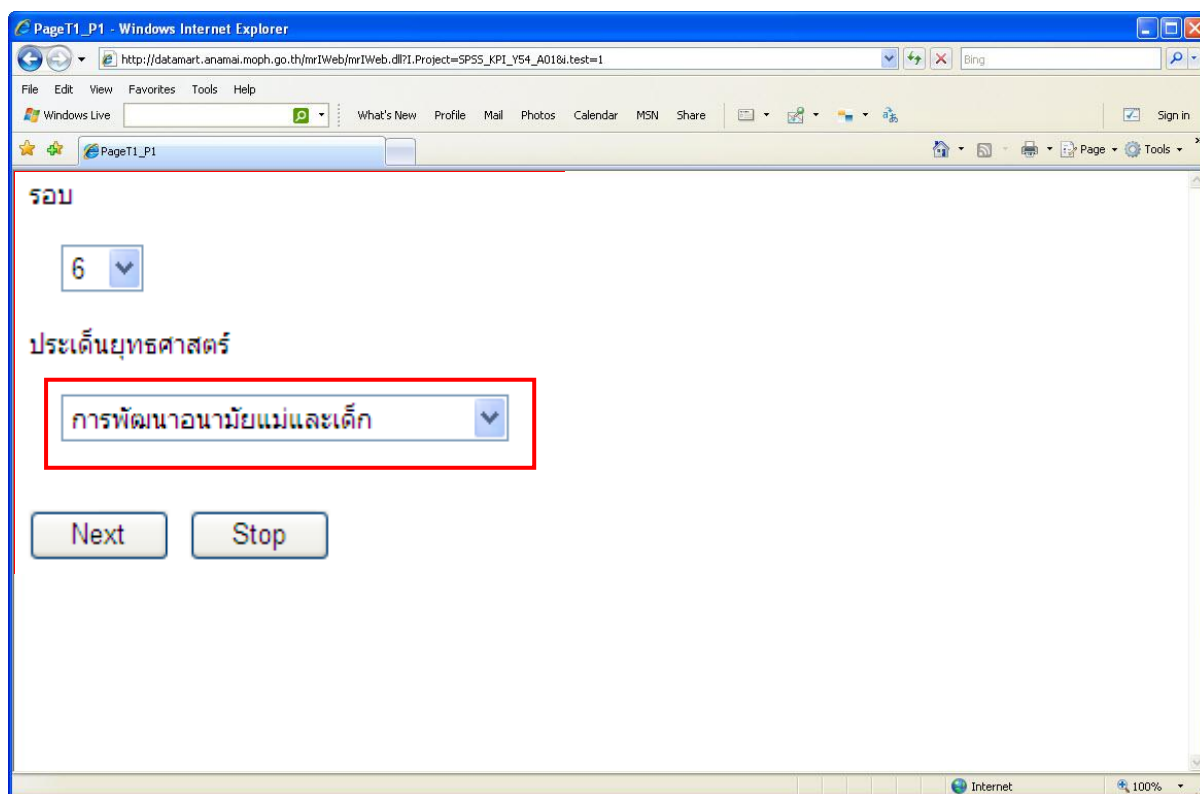 PageT1_P1 - Windows Internet Explorer
http://datamart.anamai.moph.go.th/mrIWeb/mrIWeb.dll?I.Project=SPSS_KPI_Y54_A01&i.test=1 Bing
File Edit View Favorites Tools Help
Windows Live What's New Profile Mail Photos Calendar MSN Share Sign in
PageT1_P1 Page Tools
รอบ
6
ประเด็นยุทธศาสตร์
การพัฒนาอนามัยแม่และเด็ก
Next Stop
Internet 100%